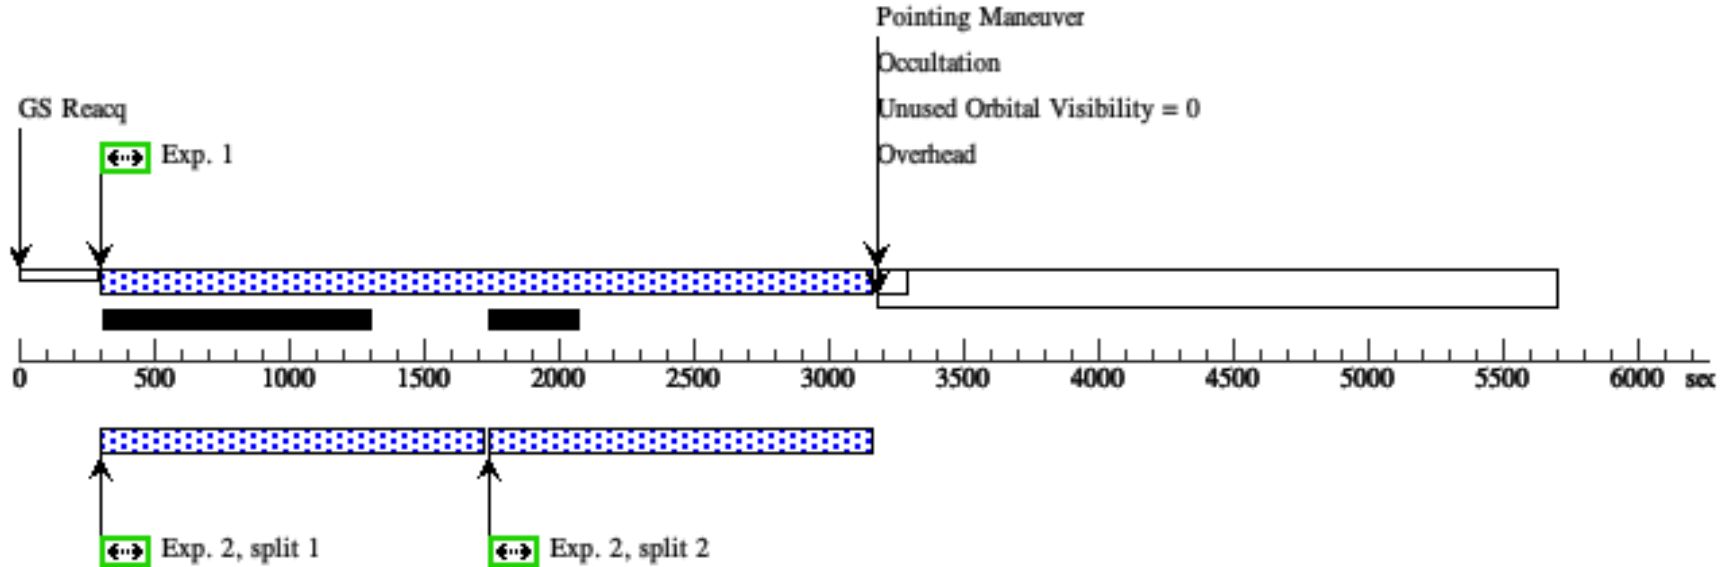 Pointing Maneuver
Occultation
GS Reacq
Unused Orbital Visibility = 0
Exp. 1
Overhead
0 500 1000 1500 2000 2500 3000 3500 4000 4500 5000 5500 6000 sec
Exp. 2, split 1
Exp. 2, split 2